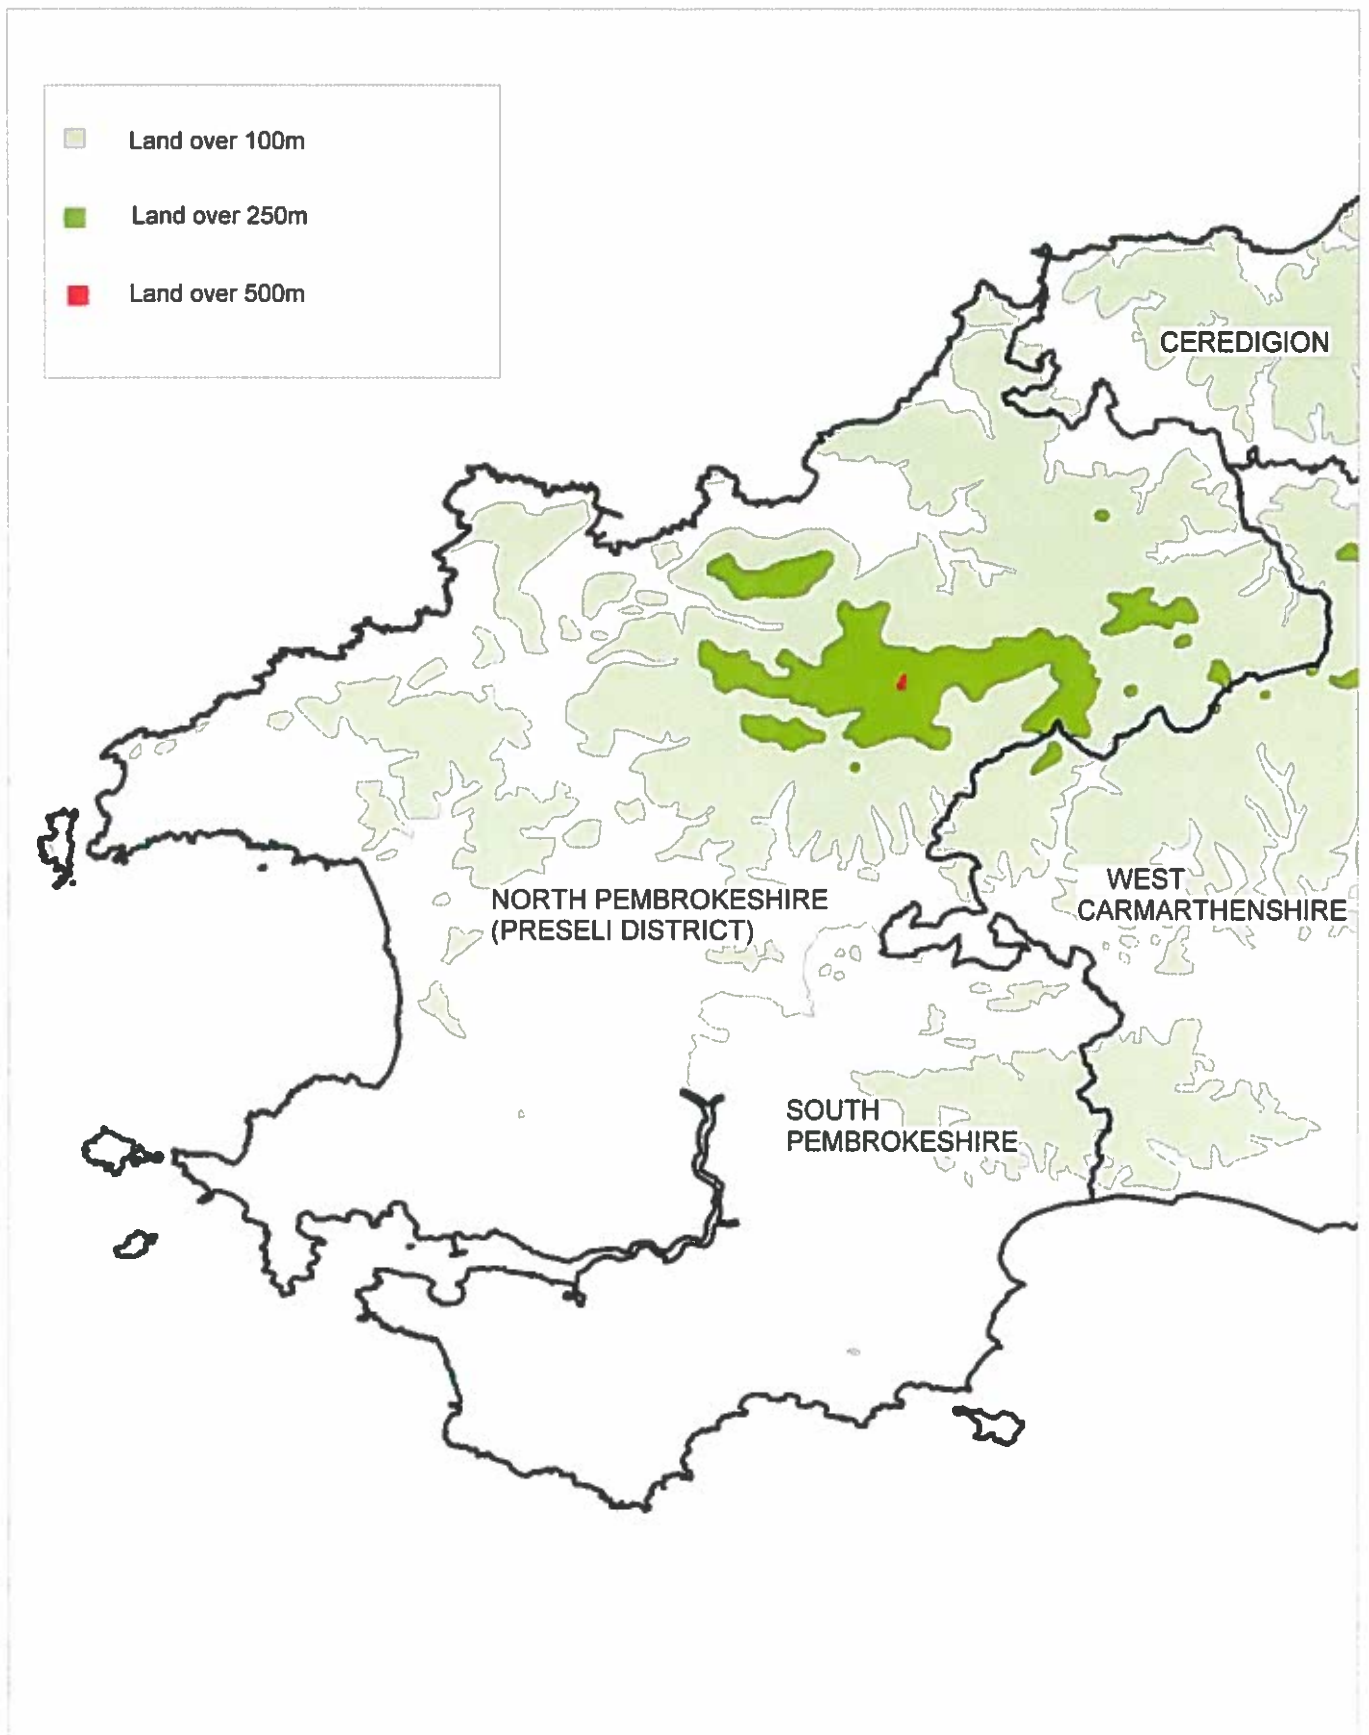 Land over 100m
Land over 250m
Land over 500m
CEREDIGION
NORTH PEMBROKESHIRE
(PRESELI DISTRICT)
WEST
CARMARTHENSHIRE
SOUTH
PEMBROKESHIRE